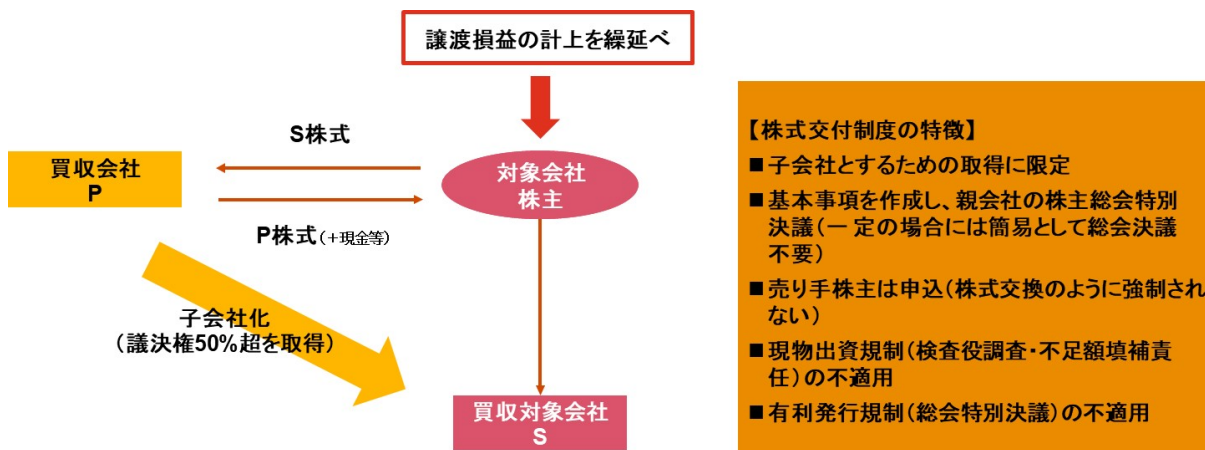 譲渡損益の計上を繰延べ
S株式
買収会社
P
対象会社
株主
P株式(+現金等)
子会社化
(議決権50%超を取得)
買収対象会社
S
【株式交付制度の特徴】
■子会社とするための取得に限定
■基本事項を作成し、親会社の株主総会特別
決議(一定の場合には簡易として総会決議
不要)
■売り手株主は申込(株式交換のように強制され
ない)
■現物出資規制(検査役調査・不足額填補責
任)の不適用
■有利発行規制(総会特別決議)の不適用